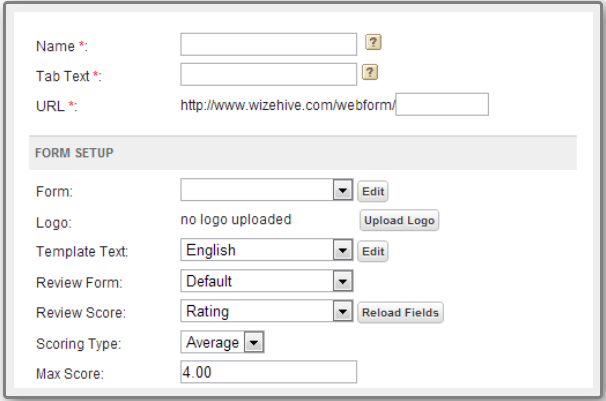 Name *: ?
Tab Text *: ?
URL *: http://www.wizehive.com/webform/
FORM SETUP
Form: Edit
Logo: no logo uploaded Upload Logo
Template Text: English Edit
Review Form: Default
Review Score: Rating Reload Fields
Scoring Type: Average
Max Score: 4.00